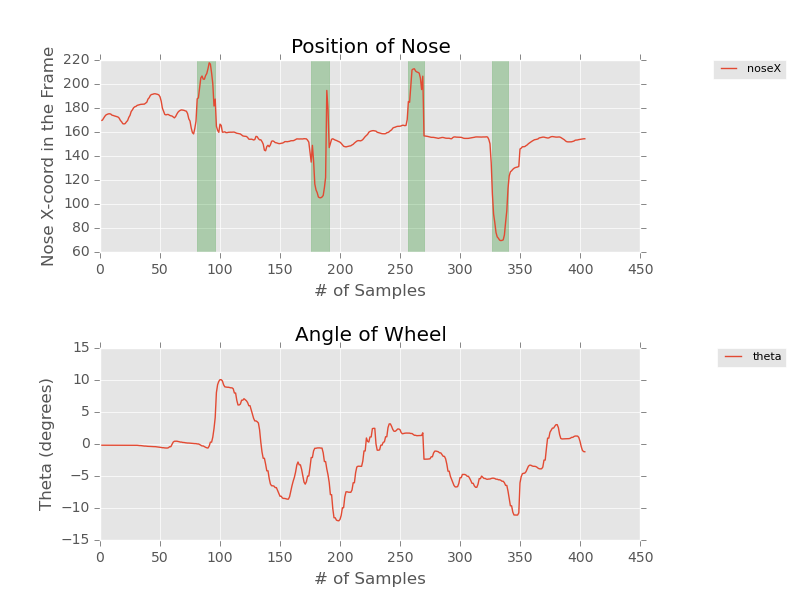 Position of Nose
Nose X-coord in the Frame
220
200
180
160
140
120
100
80
60
0 50 100 150 200 250 300 350 400 450
# of Samples
noseX
Angle of Wheel
Theta (degrees)
15
10
5
0
−5
−10
−15
0 50 100 150 200 250 300 350 400 450
# of Samples
theta